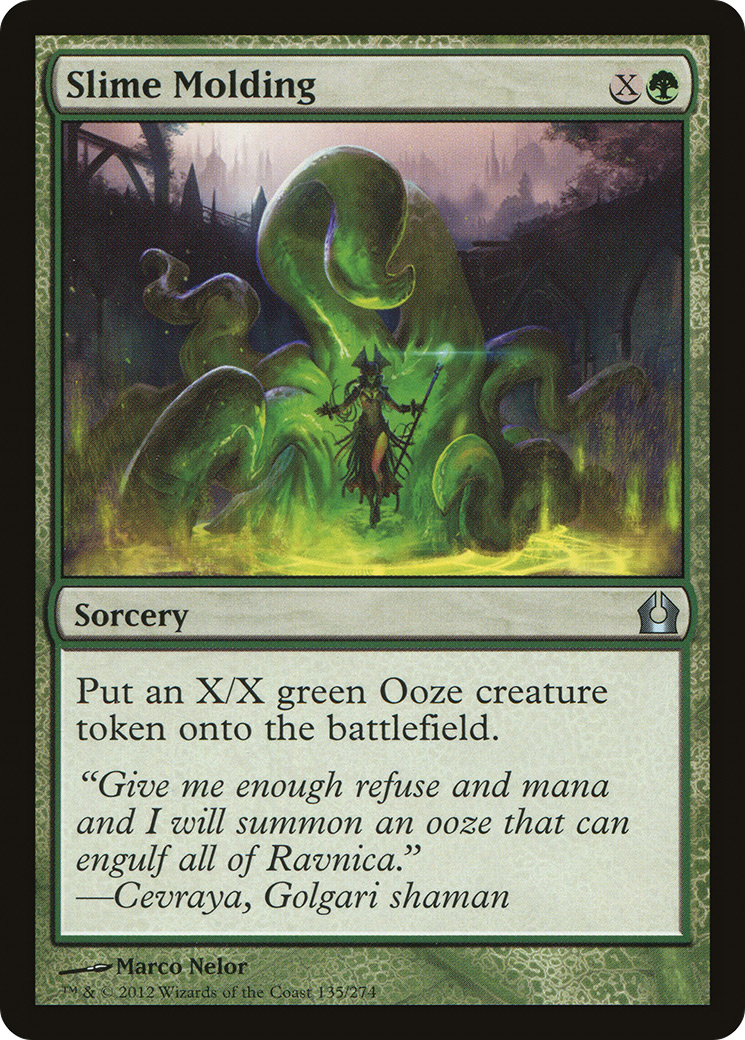 Slime Molding X
Sorcery
Put an X/X green Ooze creature
token onto the battlefield.
“Give me enough refuse and mana
and I will summon an ooze that can
engulf all of Ravnica.”
—Cevraya, Golgari shaman
Marco Nelor
™ & © 2012 Wizards of the Coast 135/274